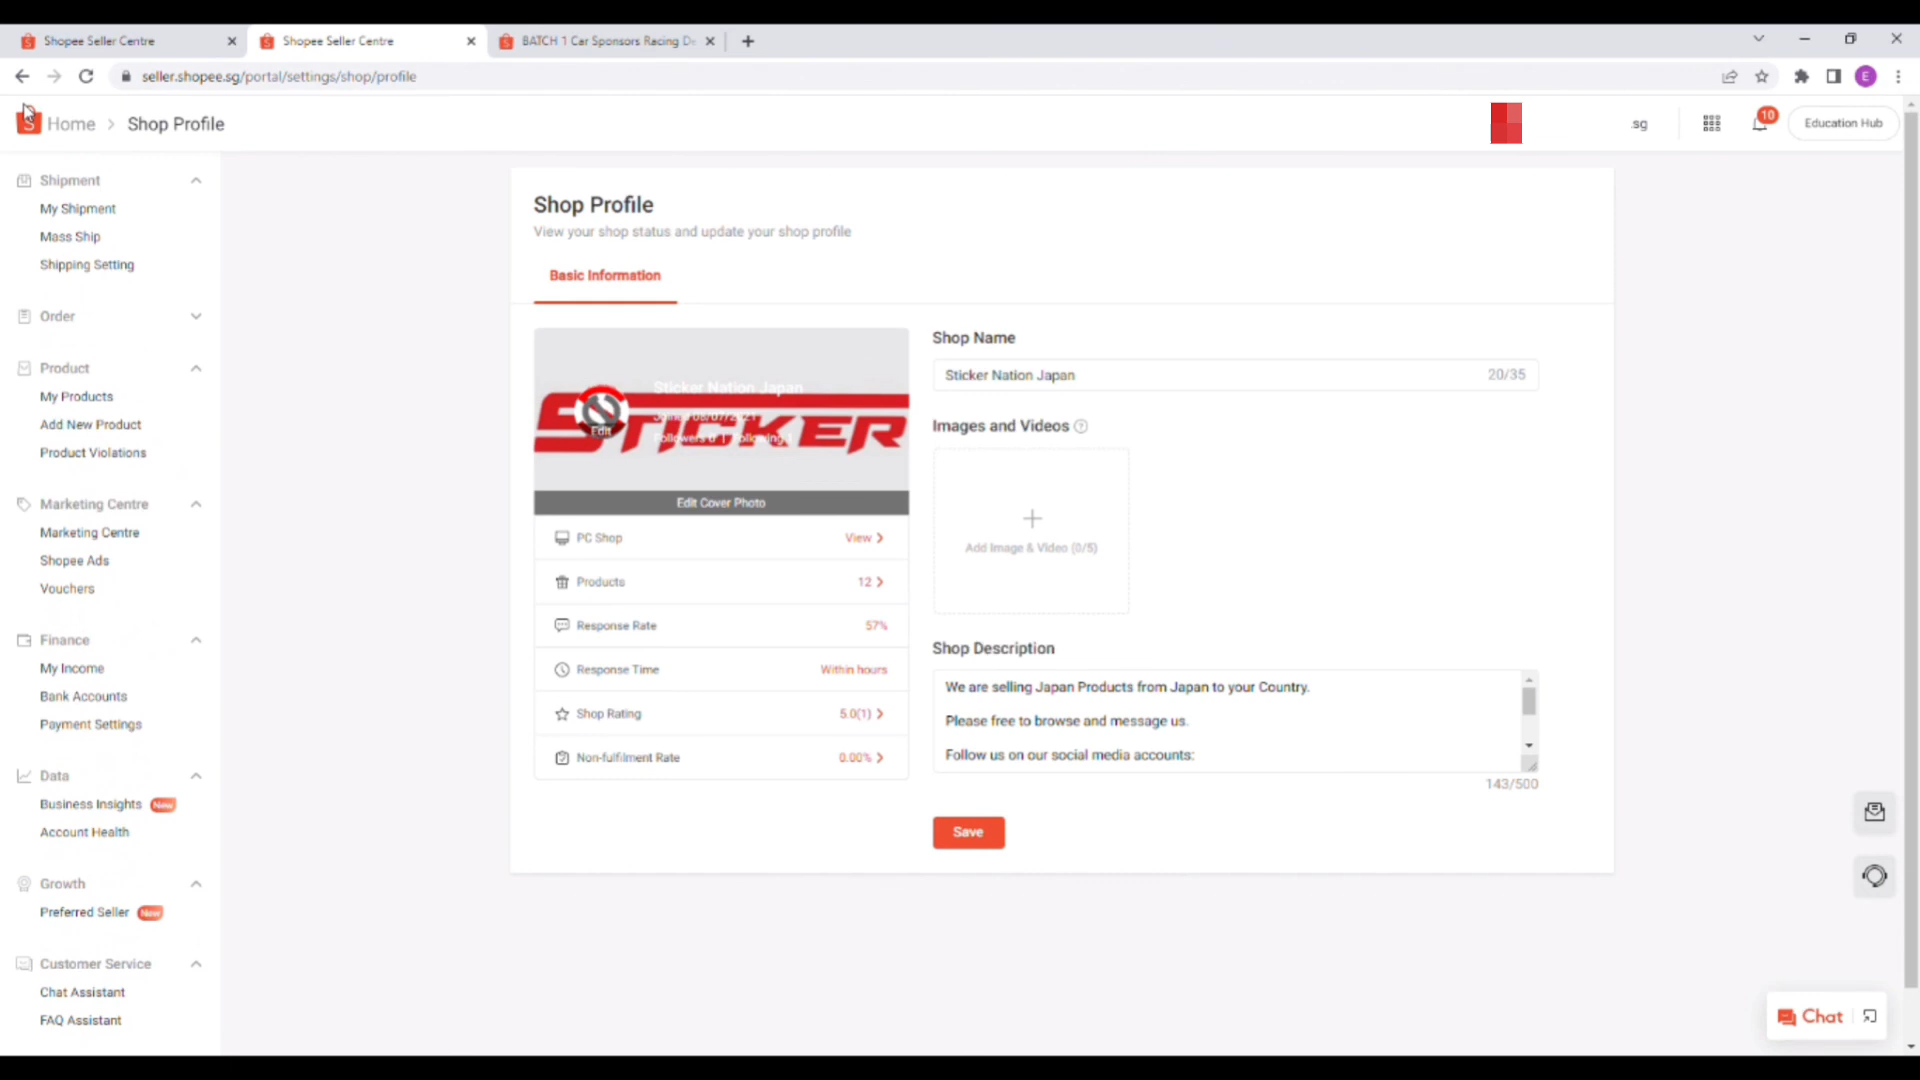 Shopee Seller Centre
Shopee Seller Centre
BATCH 1 Car Sponsors Racing De
seller.shopee.sg/portal/settings/shop/profile
E
Home > Shop Profile
.sg
10
Education Hub
Shipment
My Shipment
Mass Ship
Shipping Setting
Order
Product
My Products
Add New Product
Product Violations
Marketing Centre
Marketing Centre
Shopee Ads
Vouchers
Finance
My Income
Bank Accounts
Payment Settings
Data
Business Insights New
Account Health
Growth
Preferred Seller New
Customer Service
Chat Assistant
FAQ Assistant
Shop Profile
View your shop status and update your shop profile
Basic Information
STICKER
Sticker Nation Japan
Edit
Followers 0 | Following 1
Edit Cover Photo
PC Shop View >
Products 12 >
Response Rate 57%
Response Time Within hours
Shop Rating 5.0(1) >
Non-fulfilment Rate 0.00% >
Shop Name
Sticker Nation Japan 20/35
Images and Videos ?
Add Image & Video (0/5)
Shop Description
We are selling Japan Products from Japan to your Country.
Please free to browse and message us.
Follow us on our social media accounts:
143/500
Save
Chat